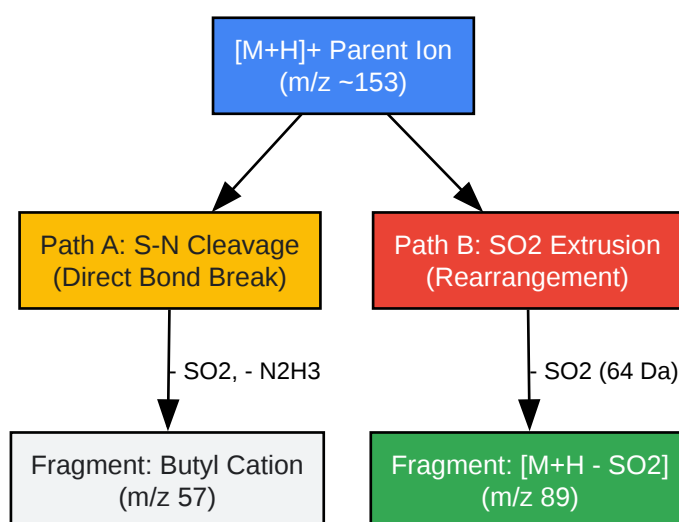 [M+H]+ Parent Ion
(m/z ~153)
Path A: S-N Cleavage
(Direct Bond Break)
Path B: SO2 Extrusion
(Rearrangement)
- SO2, - N2H3
- SO2 (64 Da)
Fragment: Butyl Cation
(m/z 57)
Fragment: [M+H - SO2]
(m/z 89)